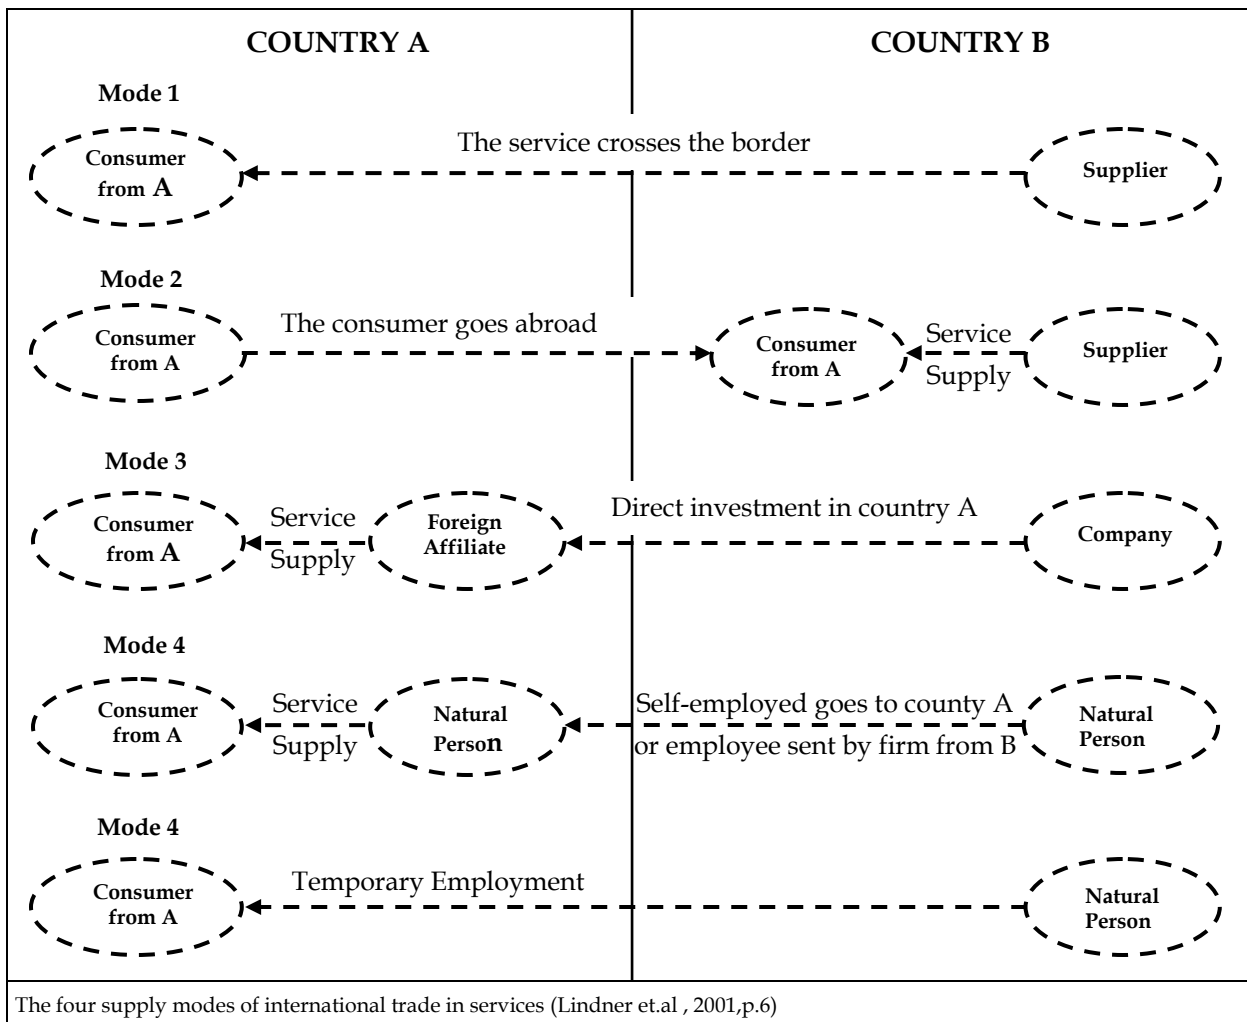 COUNTRY A
COUNTRY B
Mode 1
The service crosses the border
Consumer
from A
Supplier
Mode 2
The consumer goes abroad
Consumer
from A
Consumer
from A
Service
Supply
Supplier
Mode 3
Direct investment in country A
Consumer
from A
Service
Supply
Foreign
Affiliate
Company
Mode 4
Consumer
from A
Service
Supply
Natural
Person
Self-employed goes to county A
or employee sent by firm from B
Natural
Person
Mode 4
Temporary Employment
Consumer
from A
Natural
Person
The four supply modes of international trade in services (Lindner et.al , 2001,p.6)